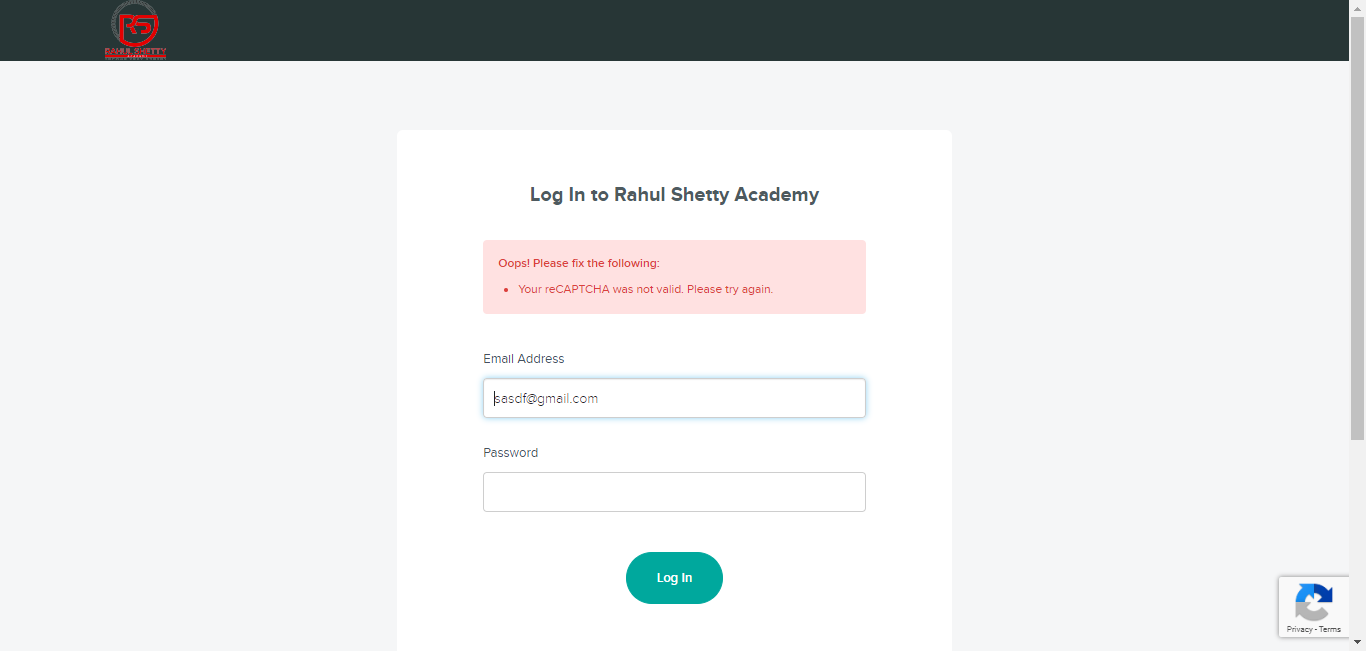 RS
RAHUL SHETTY
Log In to Rahul Shetty Academy
Oops! Please fix the following:
Your reCAPTCHA was not valid. Please try again.
Email Address
sasdf@gmail.com
Password
Log In
Privacy - Terms